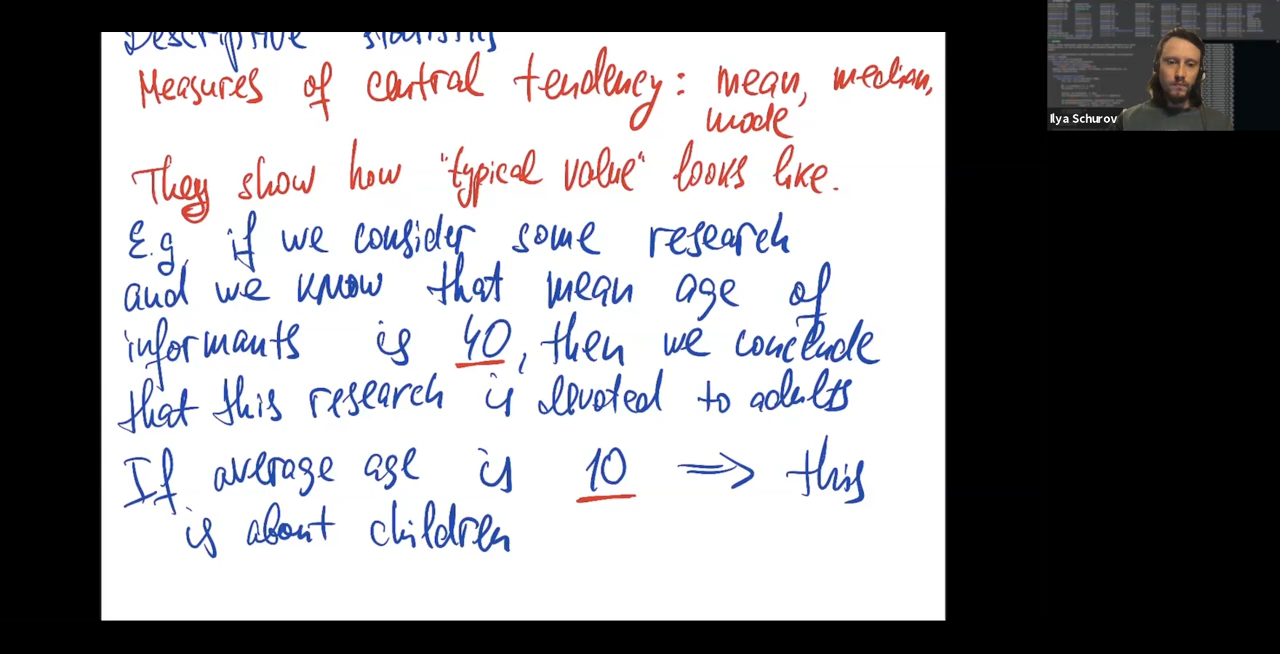 Descriptive statistics
Measures of central tendency: mean, median,
mode
They show how "typical value" looks like.
E.g. if we consider some research
and we know that mean age of
informants is 40, then we conclude
that this research is devoted to adults
If average age is 10 ⟹ this
is about children
Ilya Schurov